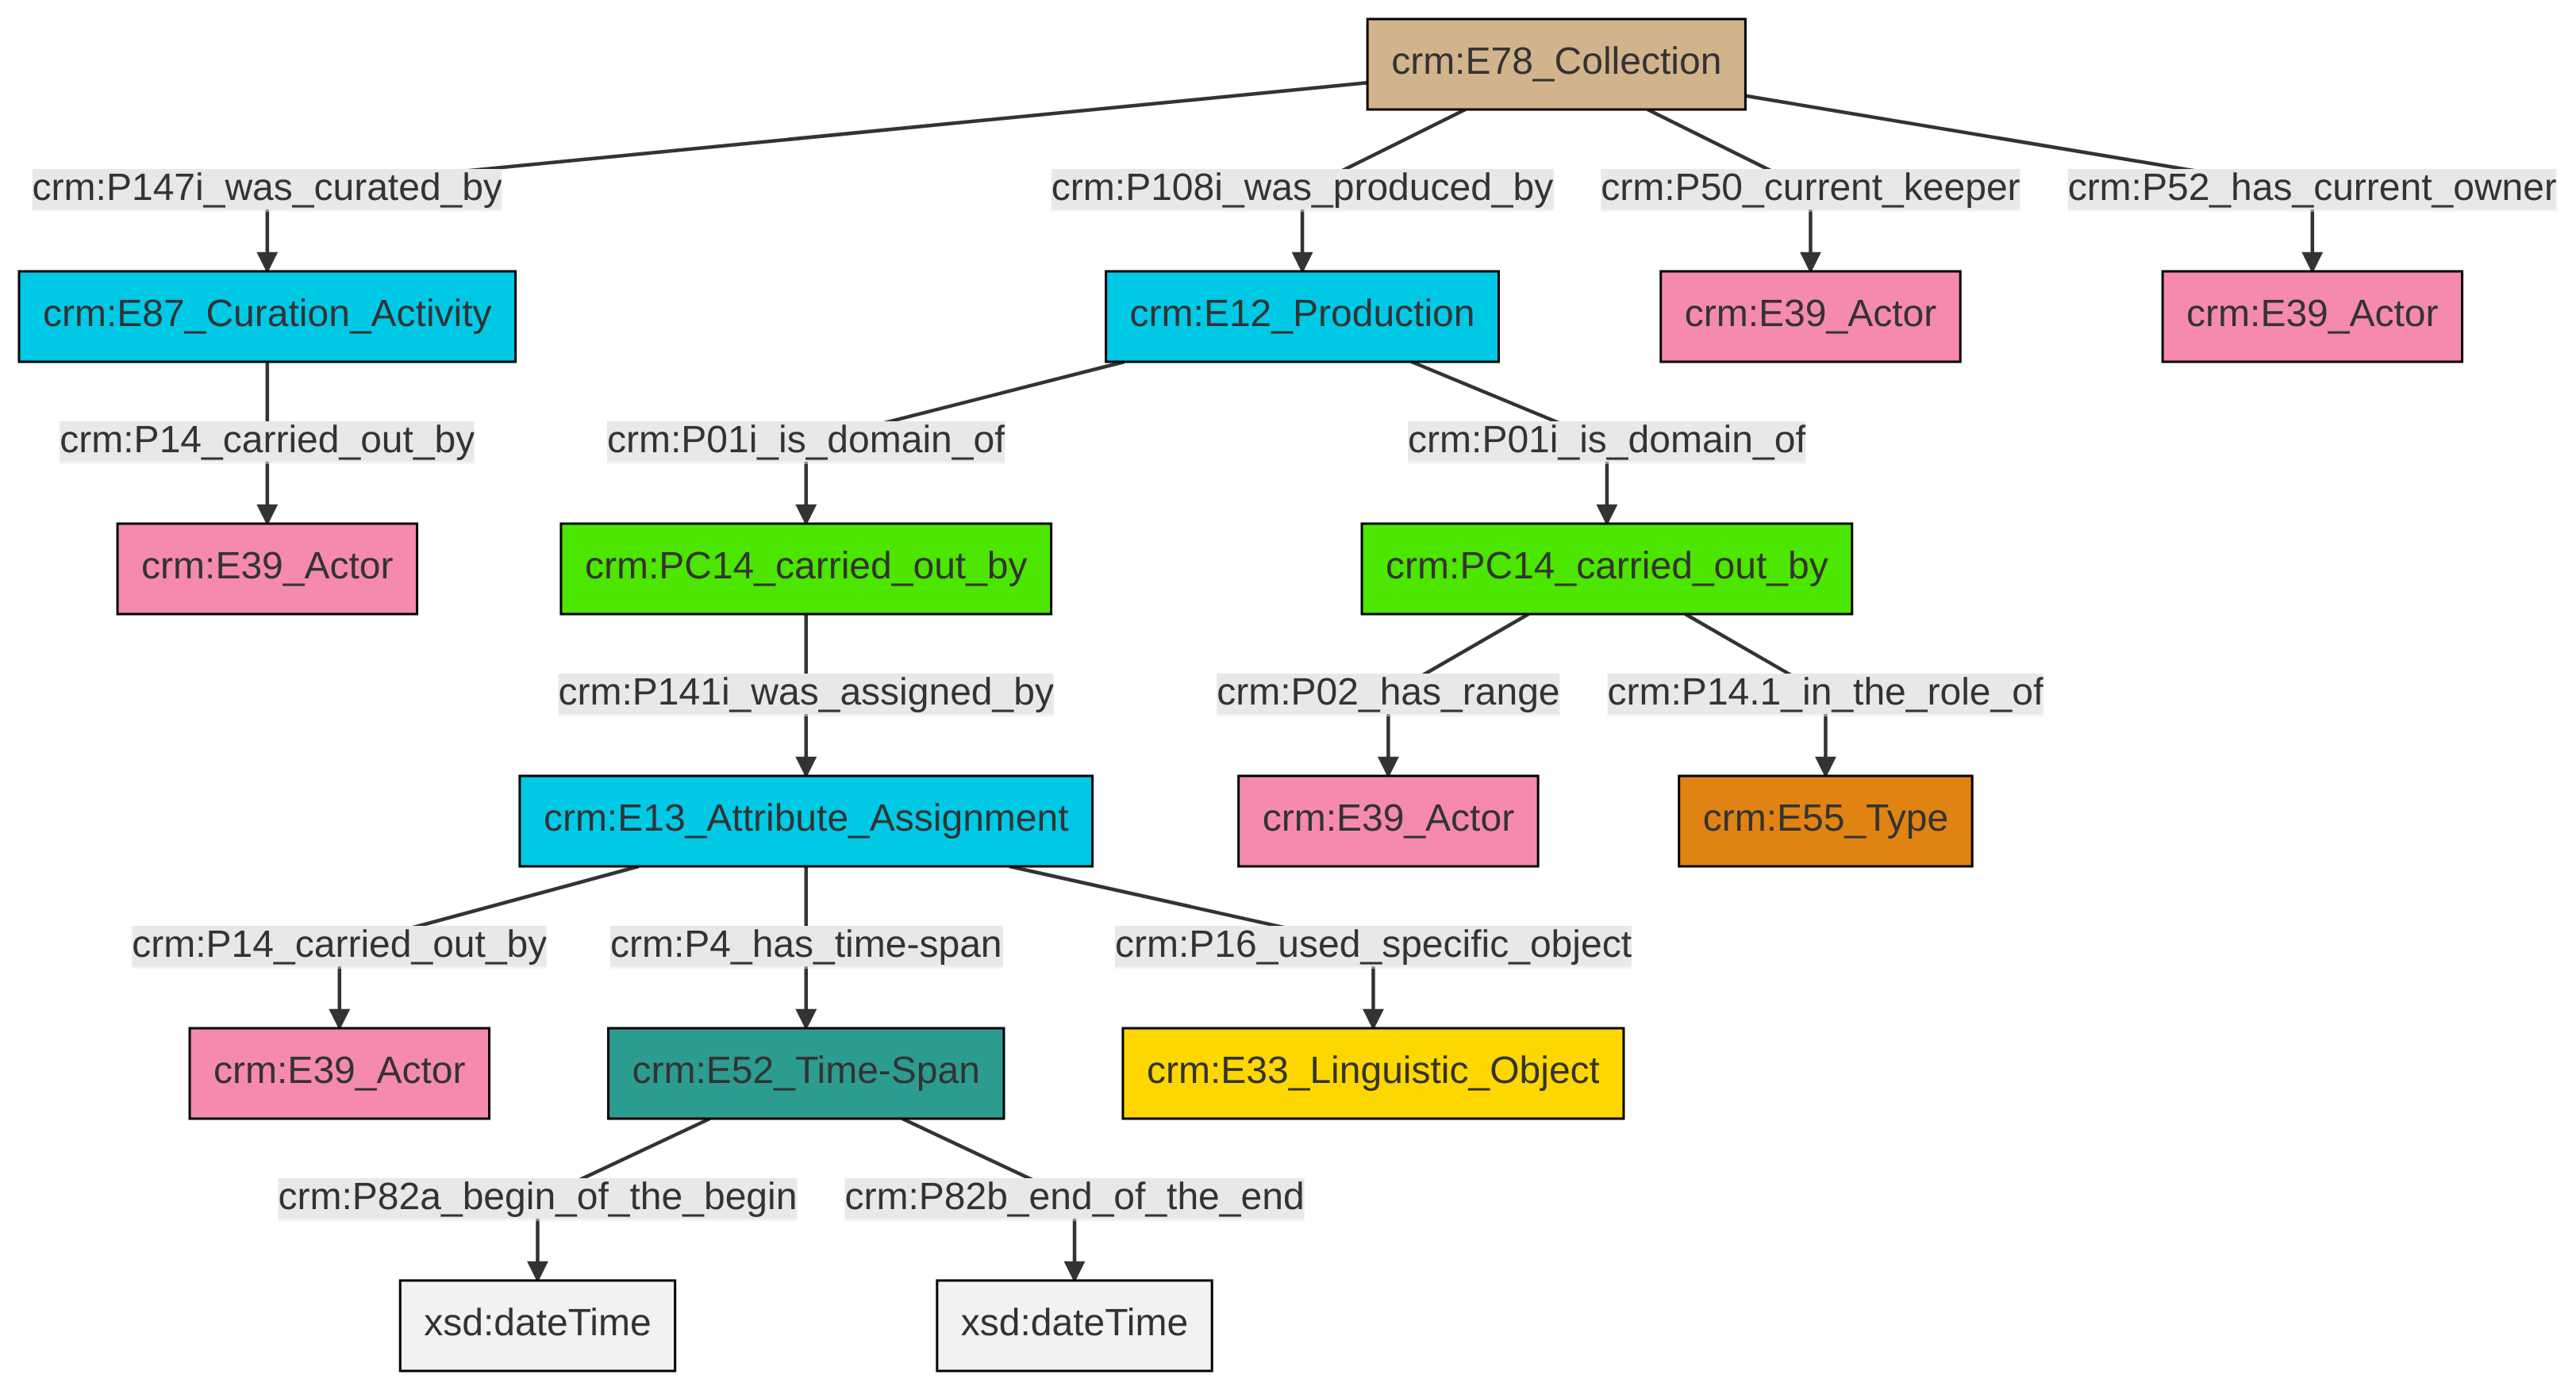 crm:E78_Collection
crm:P147i_was_curated_by
crm:P108i_was_produced_by
crm:P50_current_keeper
crm:P52_has_current_owner
crm:E87_Curation_Activity
crm:E12_Production
crm:E39_Actor
crm:E39_Actor
crm:P14_carried_out_by
crm:P01i_is_domain_of
crm:P01i_is_domain_of
crm:E39_Actor
crm:PC14_carried_out_by
crm:PC14_carried_out_by
crm:P141i_was_assigned_by
crm:P02_has_range
crm:P14.1_in_the_role_of
crm:E13_Attribute_Assignment
crm:E39_Actor
crm:E55_Type
crm:P14_carried_out_by
crm:P4_has_time-span
crm:P16_used_specific_object
crm:E39_Actor
crm:E52_Time-Span
crm:E33_Linguistic_Object
crm:P82a_begin_of_the_begin
crm:P82b_end_of_the_end
xsd:dateTime
xsd:dateTime